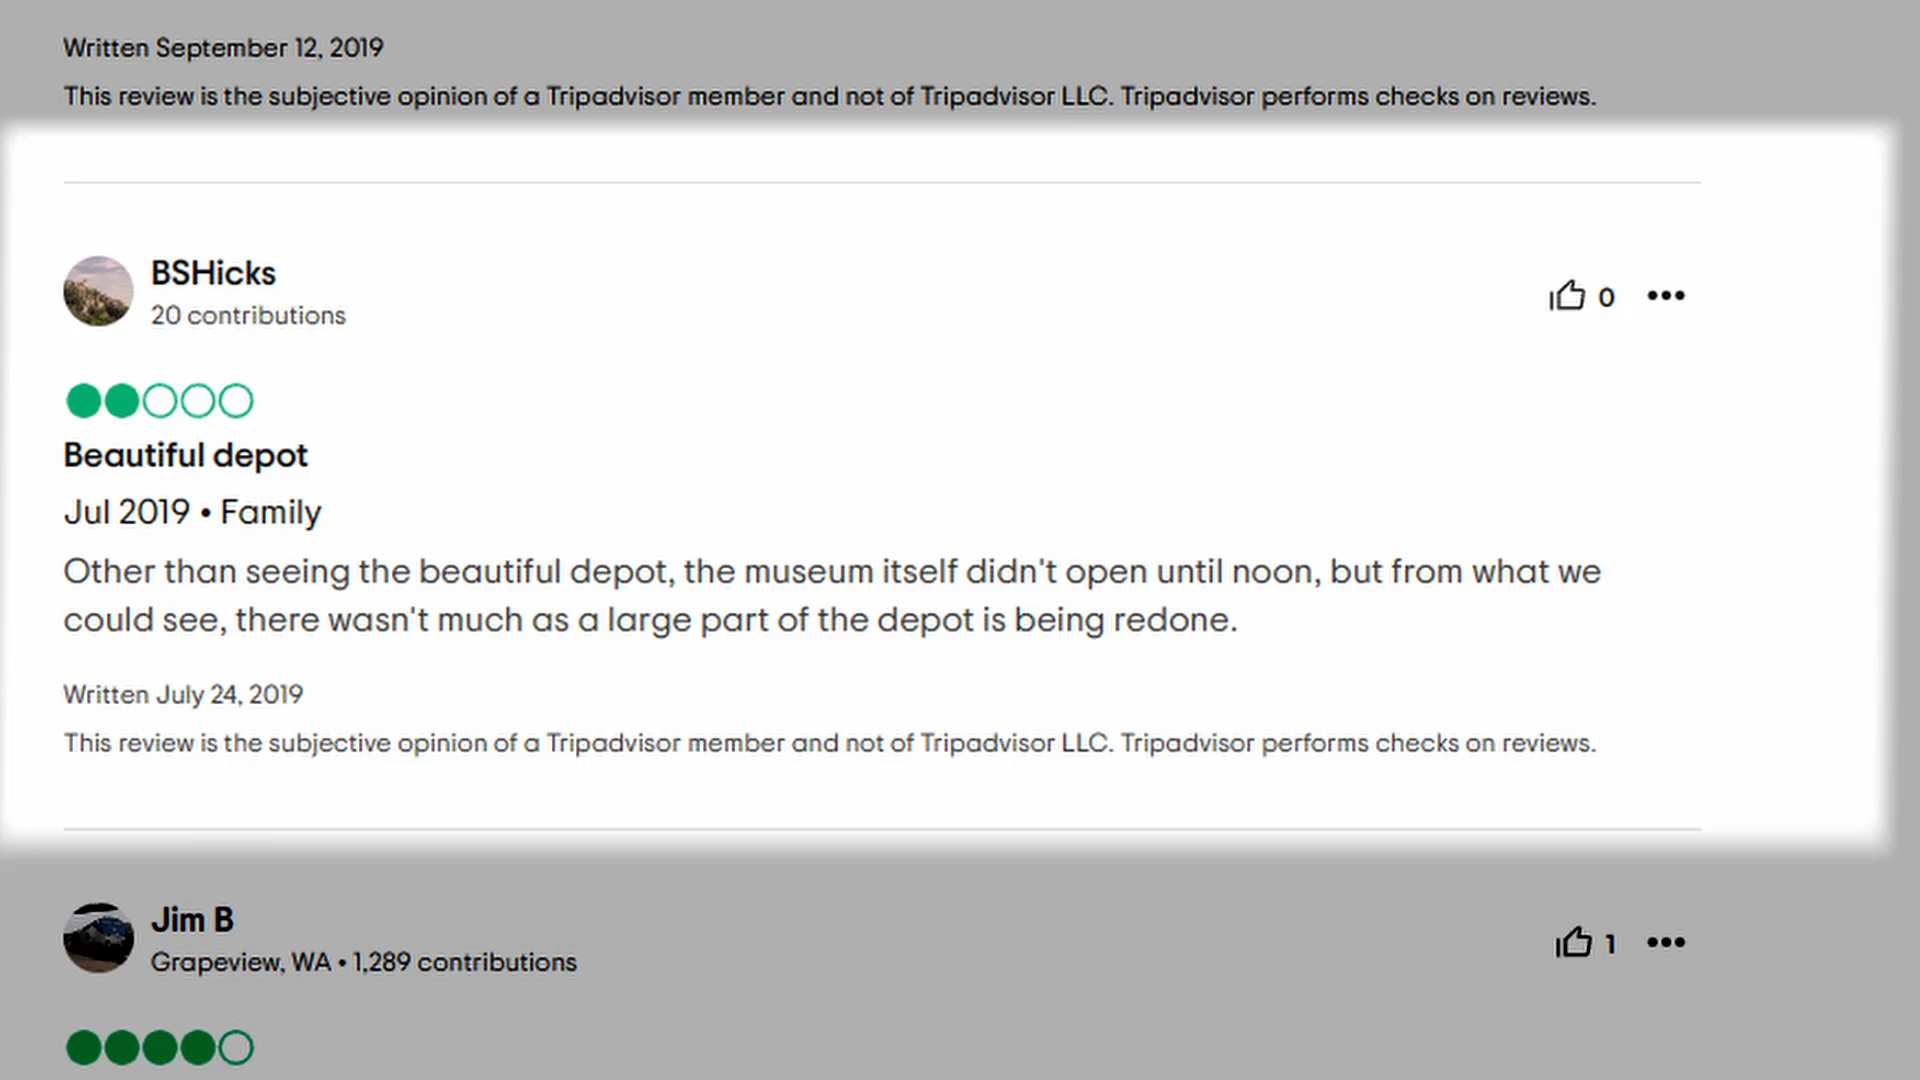 Written September 12, 2019
This review is the subjective opinion of a Tripadvisor member and not of Tripadvisor LLC. Tripadvisor performs checks on reviews.
BSHicks
20 contributions
0
Beautiful depot
Jul 2019 • Family
Other than seeing the beautiful depot, the museum itself didn't open until noon, but from what we
could see, there wasn't much as a large part of the depot is being redone.
Written July 24, 2019
This review is the subjective opinion of a Tripadvisor member and not of Tripadvisor LLC. Tripadvisor performs checks on reviews.
Jim B
Grapeview, WA • 1,289 contributions
1